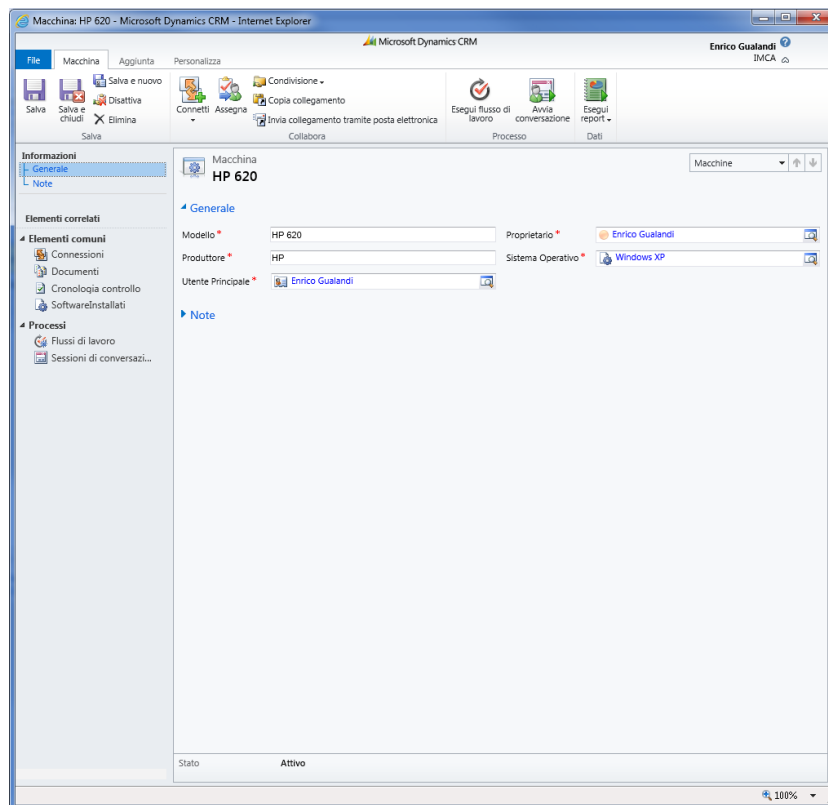 Macchina: HP 620 - Microsoft Dynamics CRM - Internet Explorer
Microsoft Dynamics CRM
Enrico Gualandi
IMCA
File Macchina Aggiunta Personalizza
Salva
Salva e chiudi
Salva e nuovo
Disattiva
Elimina
Salva
Connetti
Assegna
Condivisione
Copia collegamento
Invia collegamento tramite posta elettronica
Collabora
Esegui flusso di
lavoro
Avvia
conversazione
Processo
Esegui
report
Dati
Informazioni
Generale
Note
Elementi correlati
Elementi comuni
Connessioni
Documenti
Cronologia controllo
SoftwareInstallati
Processi
Flussi di lavoro
Sessioni di conversazi...
Macchina
HP 620
Macchine
Generale
Modello * HP 620 Proprietario * Enrico Gualandi
Produttore * HP Sistema Operativo * Windows XP
Utente Principale * Enrico Gualandi
Note
Stato Attivo
100%